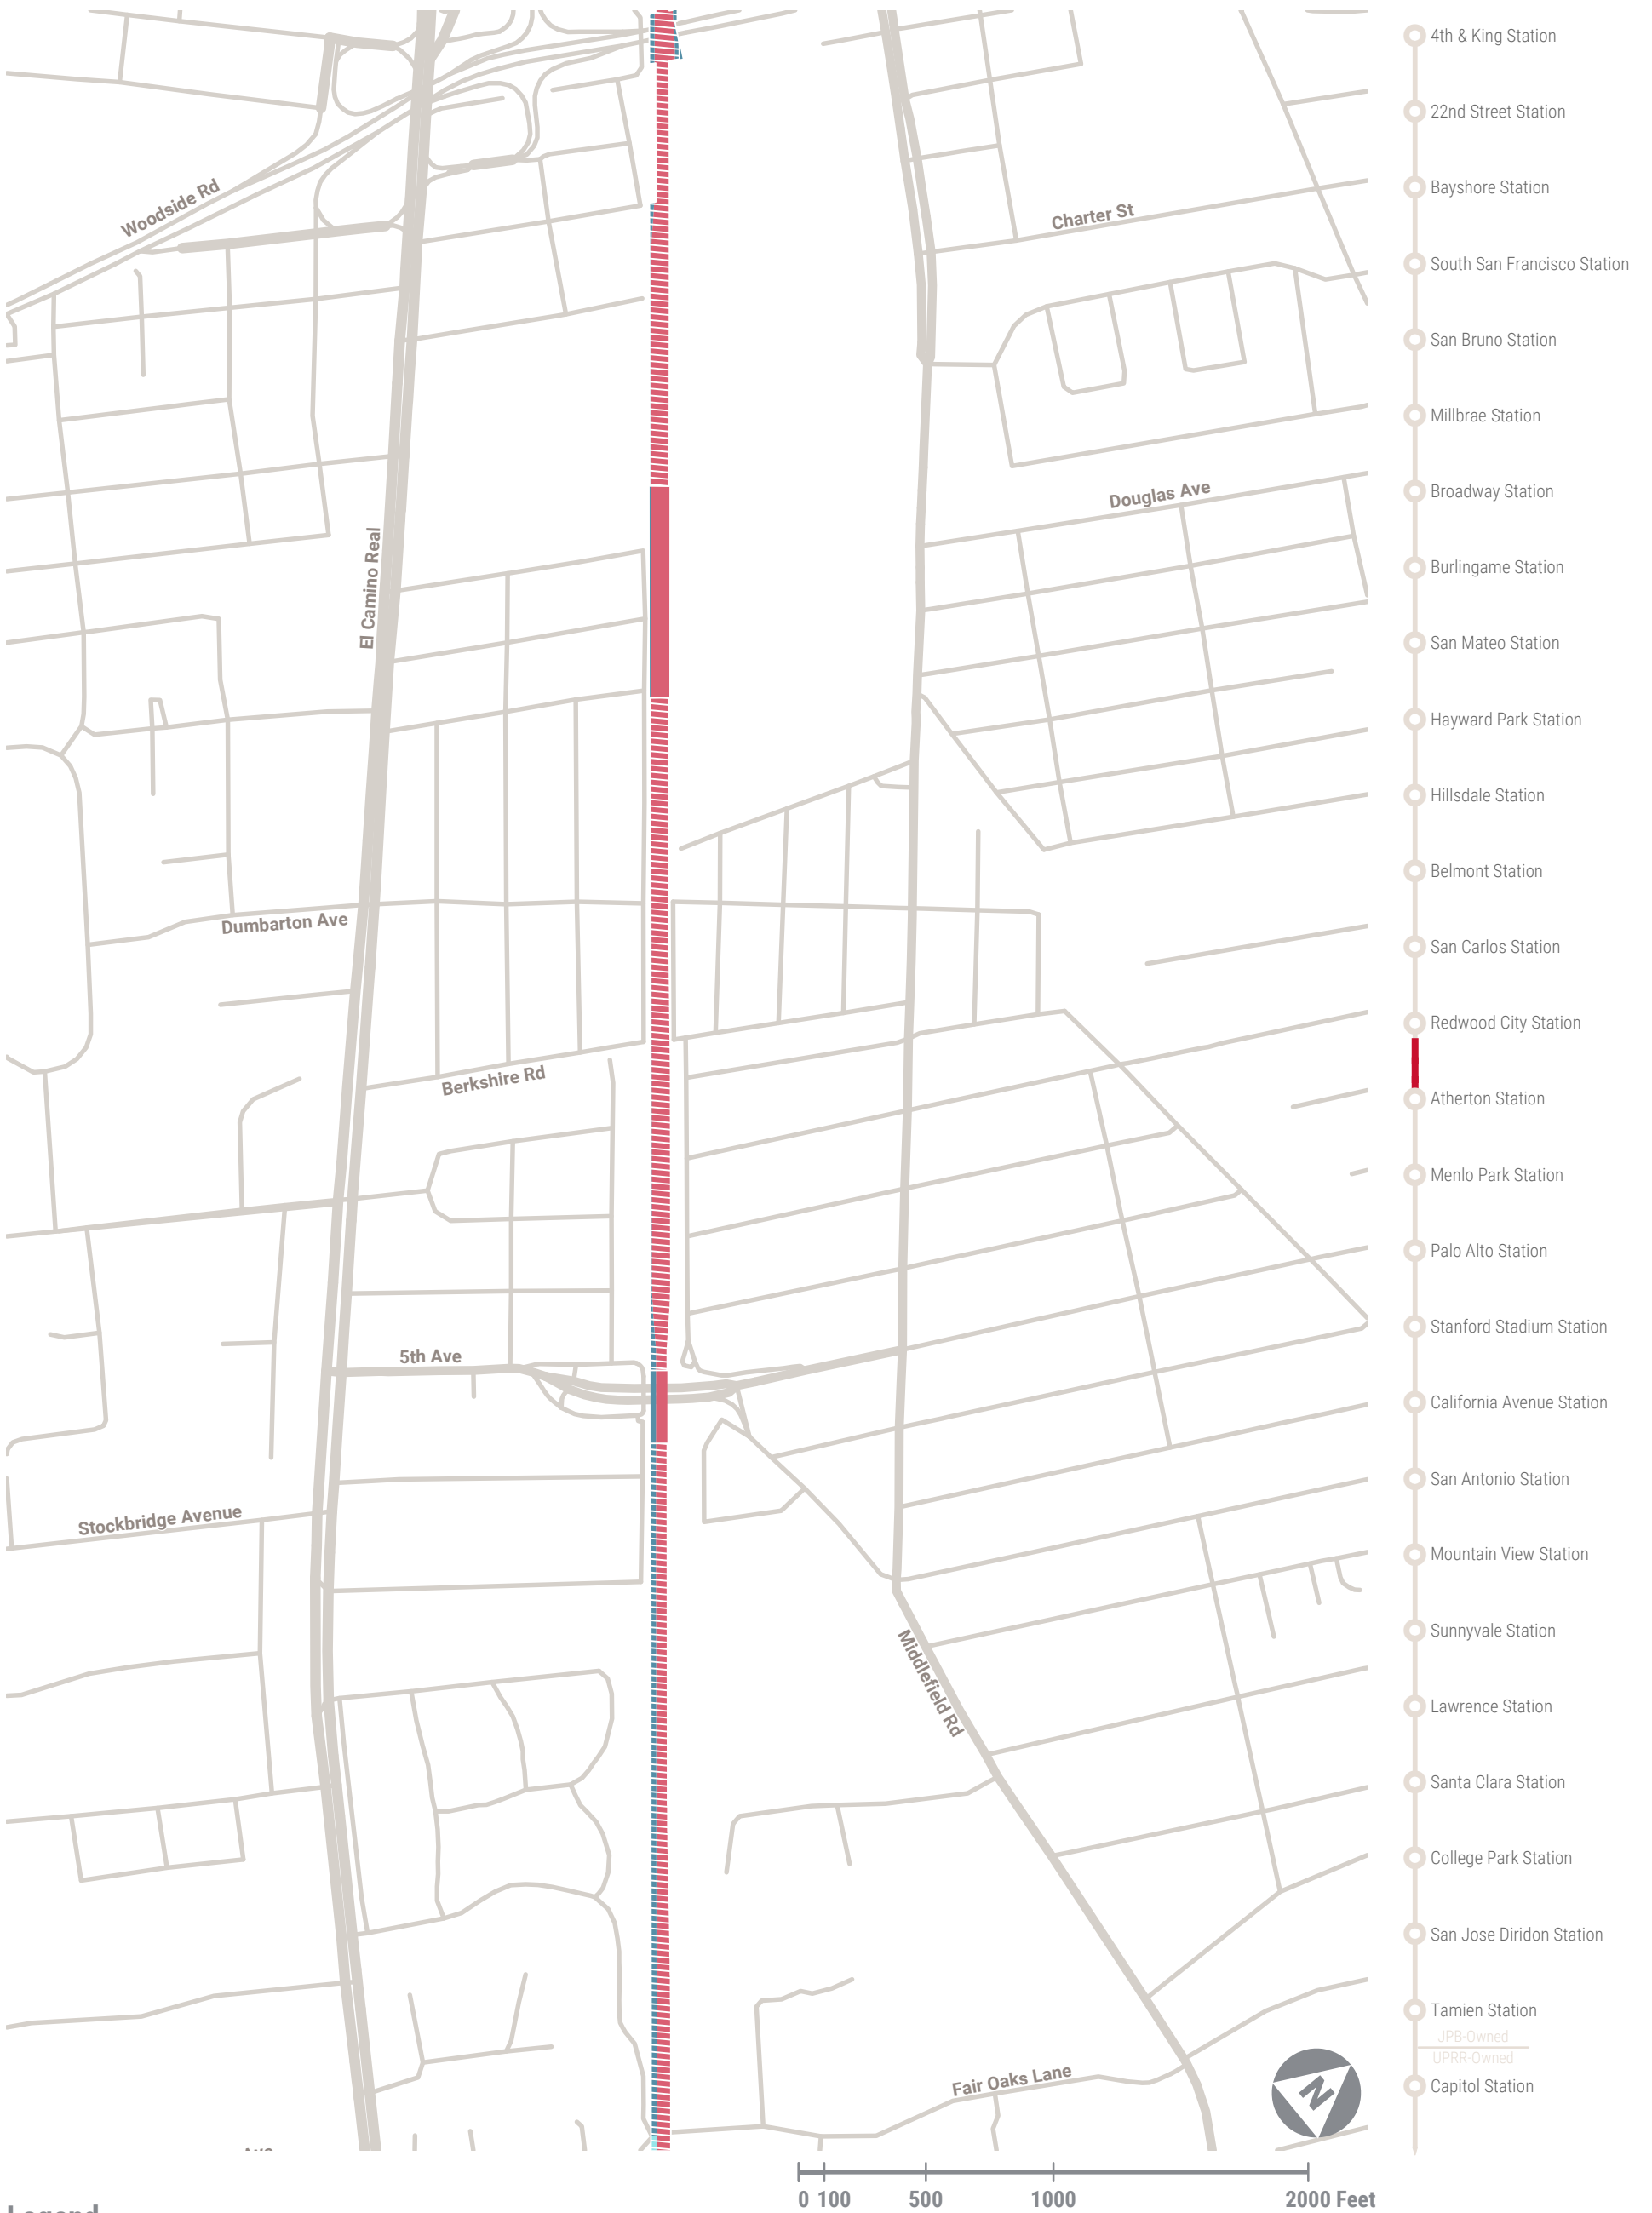 Woodside Rd
Charter St
Douglas Ave
El Camino Real
Dumbarton Ave
Berkshire Rd
5th Ave
Stockbridge Avenue
Middlefield Rd
Fair Oaks Lane
N
0 100 500 1000 2000 Feet
Legend
4th & King Station
22nd Street Station
Bayshore Station
South San Francisco Station
San Bruno Station
Millbrae Station
Broadway Station
Burlingame Station
San Mateo Station
Hayward Park Station
Hillsdale Station
Belmont Station
San Carlos Station
Redwood City Station
Atherton Station
Menlo Park Station
Palo Alto Station
Stanford Stadium Station
California Avenue Station
San Antonio Station
Mountain View Station
Sunnyvale Station
Lawrence Station
Santa Clara Station
College Park Station
San Jose Diridon Station
Tamien Station
JPB-Owned
UPRR-Owned
Capitol Station